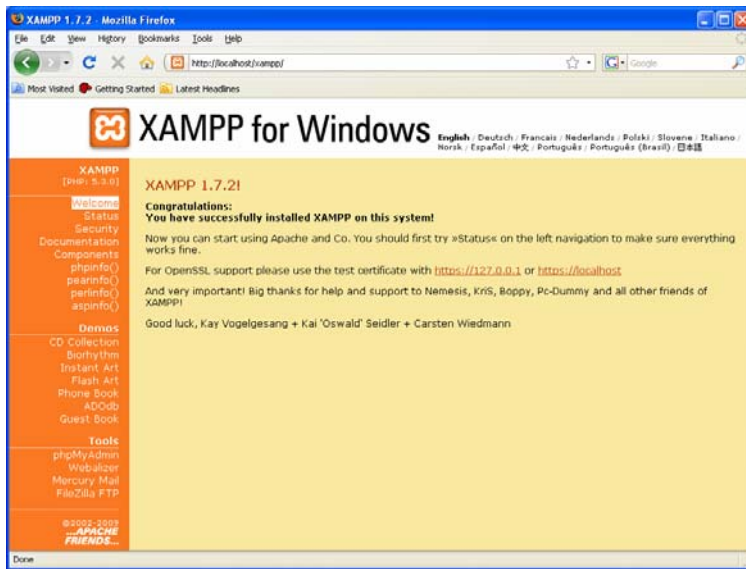 XAMPP 1.7.2 - Mozilla Firefox
File Edit View History Bookmarks Tools Help
http://localhost/xampp/
Google
Most Visited Getting Started Latest Headlines
XAMPP for Windows
English / Deutsch / Francais / Nederlands / Polski / Slovene / Italiano /
Norsk / Español / 中文 / Português / Português (Brasil) / 日本語
XAMPP
[PHP: 5.3.0]
Welcome
Status
Security
Documentation
Components
phpinfo()
pearinfo()
perlinfo()
aspinfo()
Demos
CD Collection
Biorhythm
Instant Art
Flash Art
Phone Book
ADOdb
Guest Book
Tools
phpMyAdmin
Webalizer
Mercury Mail
FileZilla FTP
©2002-2009
...APACHE
FRIENDS...
XAMPP 1.7.2!
Congratulations:
You have successfully installed XAMPP on this system!
Now you can start using Apache and Co. You should first try »Status« on the left navigation to make sure everything
works fine.
For OpenSSL support please use the test certificate with https://127.0.0.1 or https://localhost
And very important! Big thanks for help and support to Nemesis, KriS, Boppy, Pc-Dummy and all other friends of
XAMPP!
Good luck, Kay Vogelgesang + Kai 'Oswald' Seidler + Carsten Wiedmann
Done